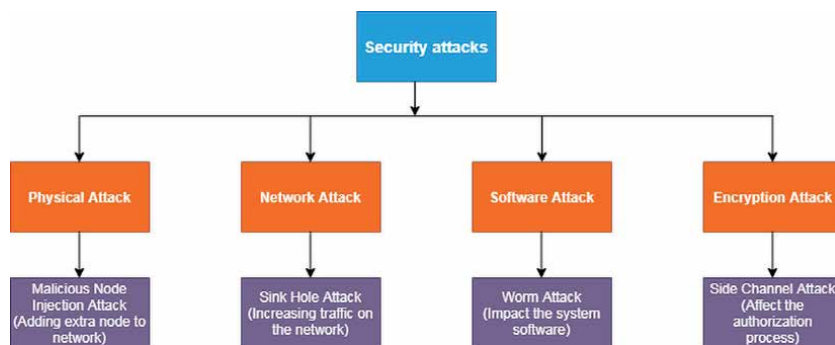 Security attacks
Physical Attack
Network Attack
Software Attack
Encryption Attack
Malicious Node
Injection Attack
(Adding extra node to
network)
Sink Hole Attack
(Increasing traffic on
the network)
Worm Attack
(Impact the system
software)
Side Channel Attack
(Affect the
authorization
process)